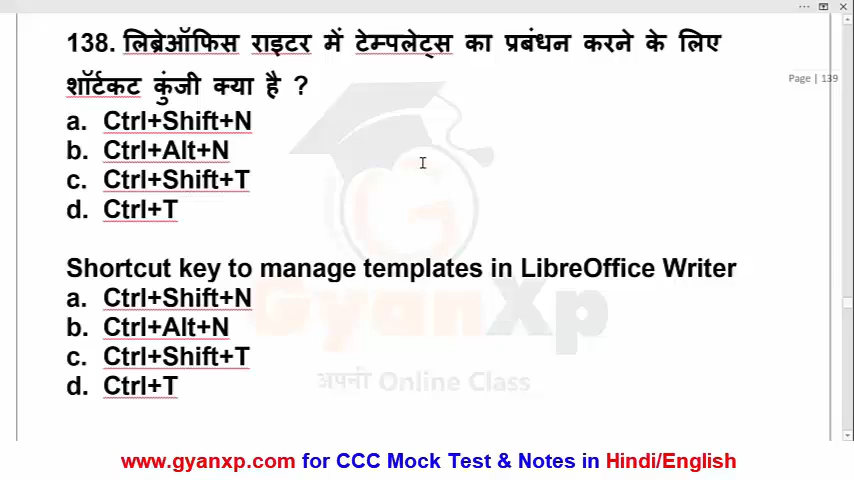 138. लिब्रेऑफिस राइटर में टेम्पलेट्स का प्रबंधन करने के लिए
शॉर्टकट कुंजी क्या है ?
Page | 139
a. Ctrl+Shift+N
b. Ctrl+Alt+N
c. Ctrl+Shift+T
d. Ctrl+T
Shortcut key to manage templates in LibreOffice Writer
a. Ctrl+Shift+N
b. Ctrl+Alt+N
c. Ctrl+Shift+T
d. Ctrl+T
GyanXp
अपनी Online Class
www.gyanxp.com for CCC Mock Test & Notes in Hindi/English